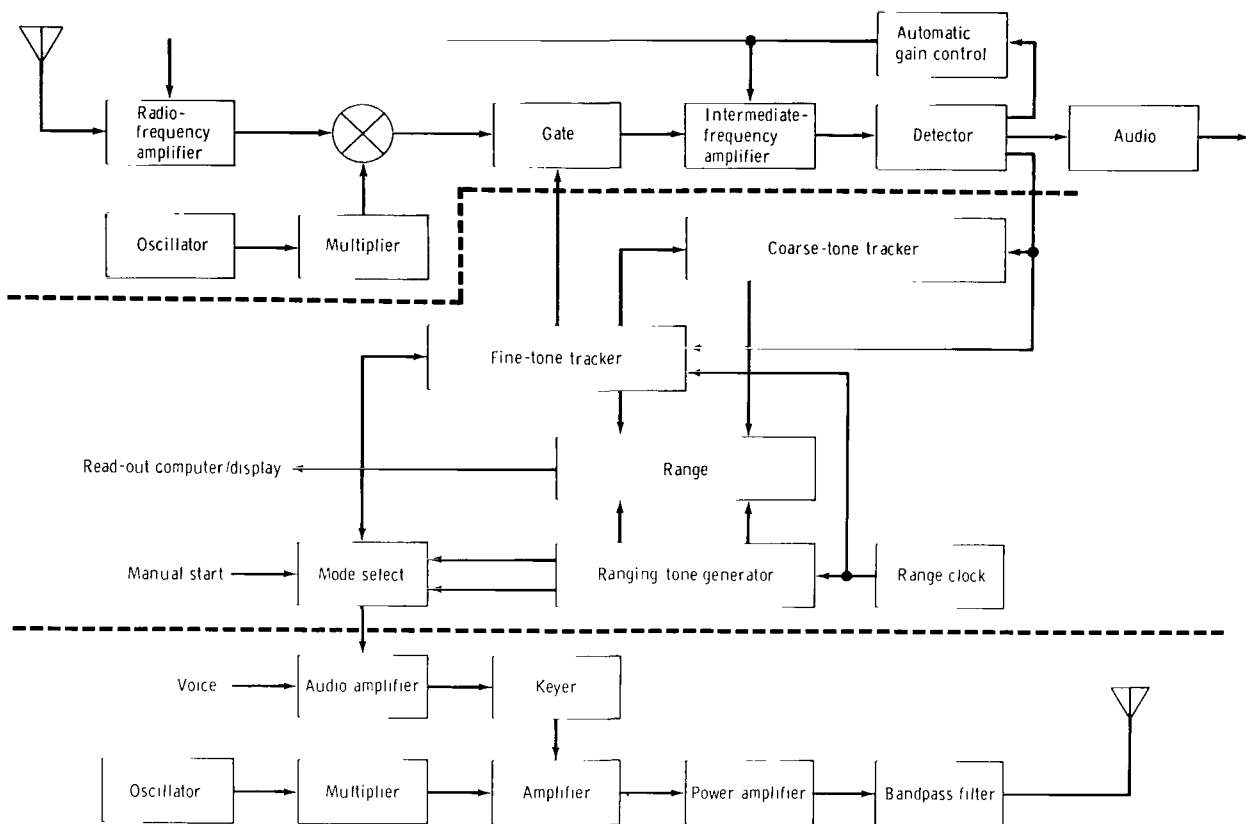 Automatic
gain control
Radio-
frequency
amplifier
Gate
Intermediate-
frequency
amplifier
Detector
Audio
Oscillator
Multiplier
Coarse-tone tracker
Fine-tone tracker
Read-out computer/display
Range
Manual start
Mode select
Ranging tone generator
Range clock
Voice
Audio amplifier
Keyer
Oscillator
Multiplier
Amplifier
Power amplifier
Bandpass filter